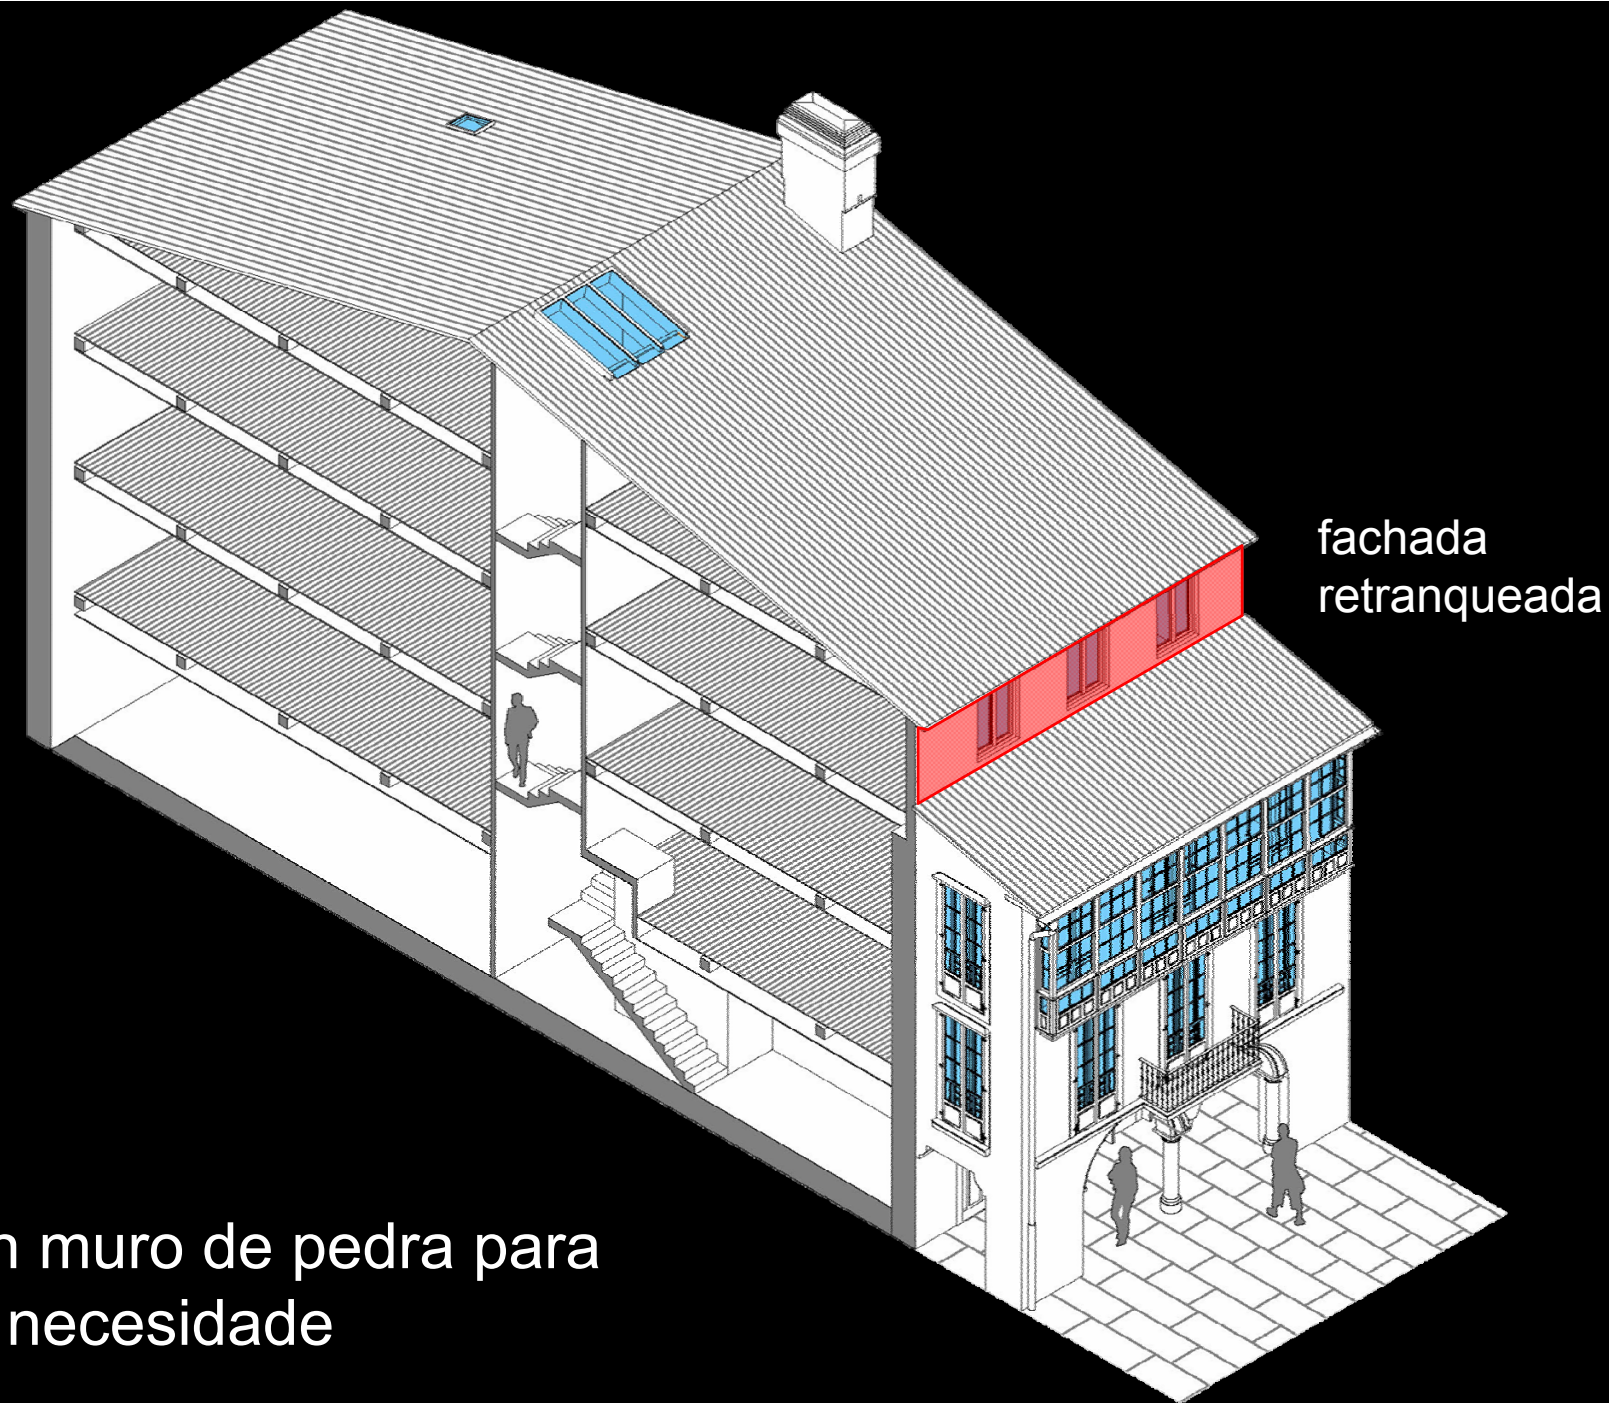 fachada
retranqueada
muro de pedra para
necesidade